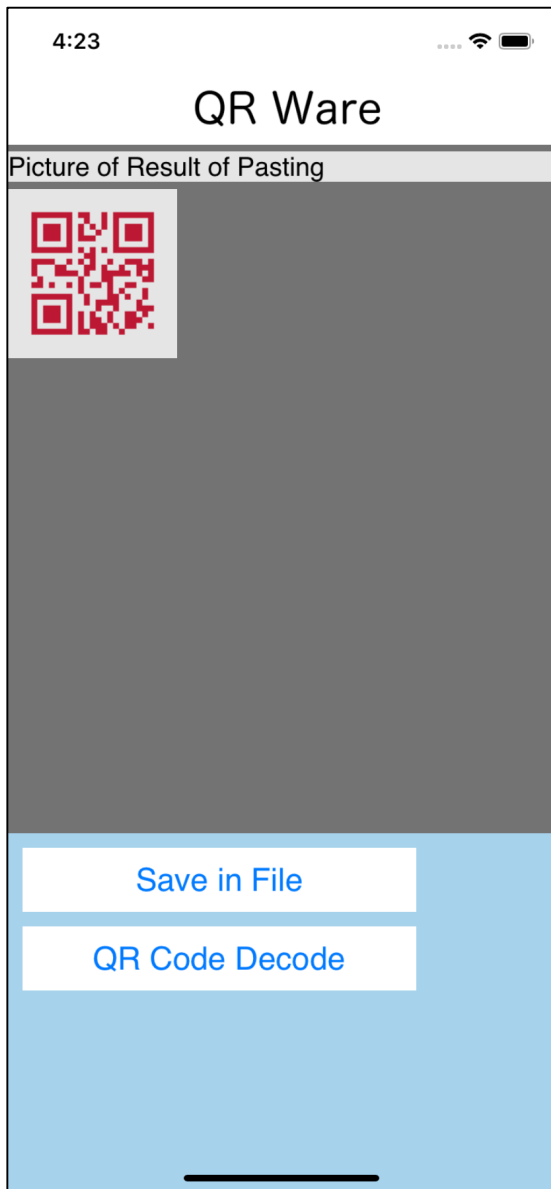 4:23
QR Ware
Picture of Result of Pasting
Save in File
QR Code Decode